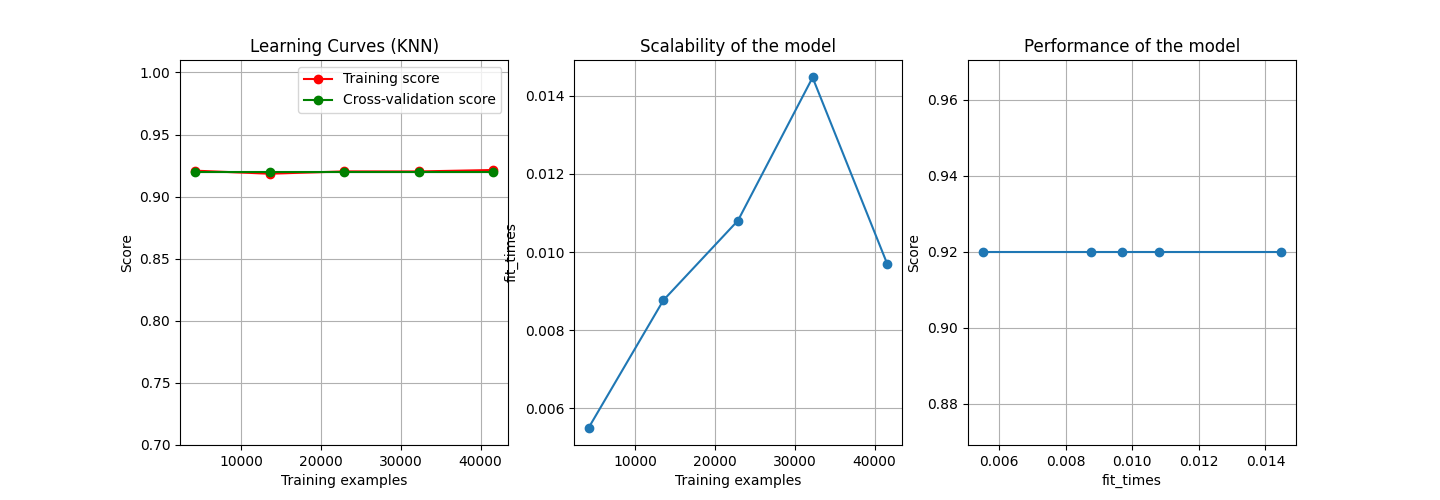 Learning Curves (KNN)
Training score
Cross-validation score
1.00
0.95
0.90
0.85
0.80
0.75
0.70
Score
10000 20000 30000 40000
Training examples
Scalability of the model
0.014
0.012
0.010
0.008
0.006
fit_times
10000 20000 30000 40000
Training examples
Performance of the model
0.96
0.94
0.92
0.90
0.88
Score
0.006 0.008 0.010 0.012 0.014
fit_times